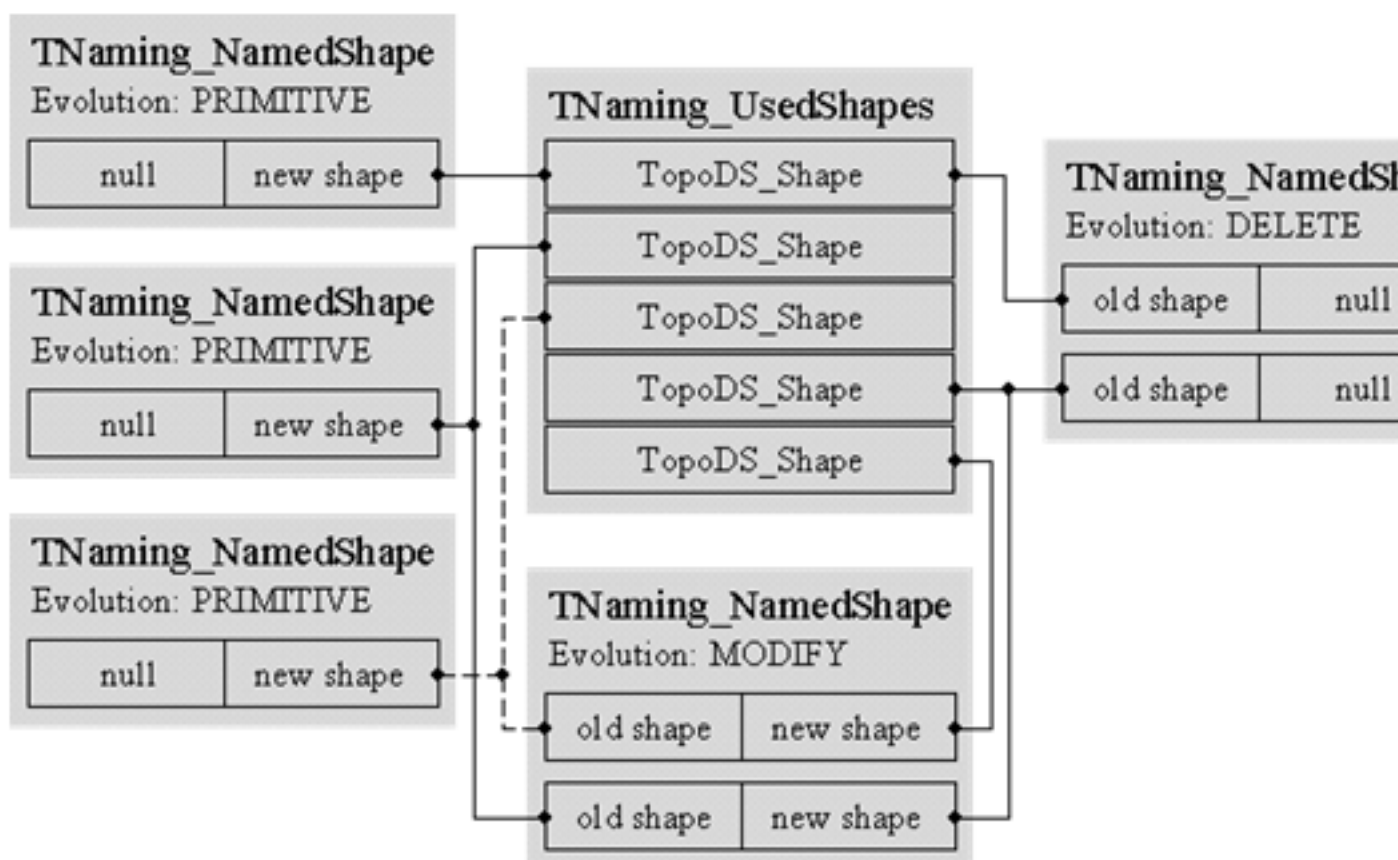 TNaming_NamedShape
Evolution: PRIMITIVE
null new shape
TNaming_NamedShape
Evolution: PRIMITIVE
null new shape
TNaming_NamedShape
Evolution: PRIMITIVE
null new shape
TNaming_UsedShapes
TopoDS_Shape
TopoDS_Shape
TopoDS_Shape
TopoDS_Shape
TopoDS_Shape
TNaming_NamedShape
Evolution: MODIFY
old shape new shape
old shape new shape
TNaming_NamedSh
Evolution: DELETE
old shape null
old shape null